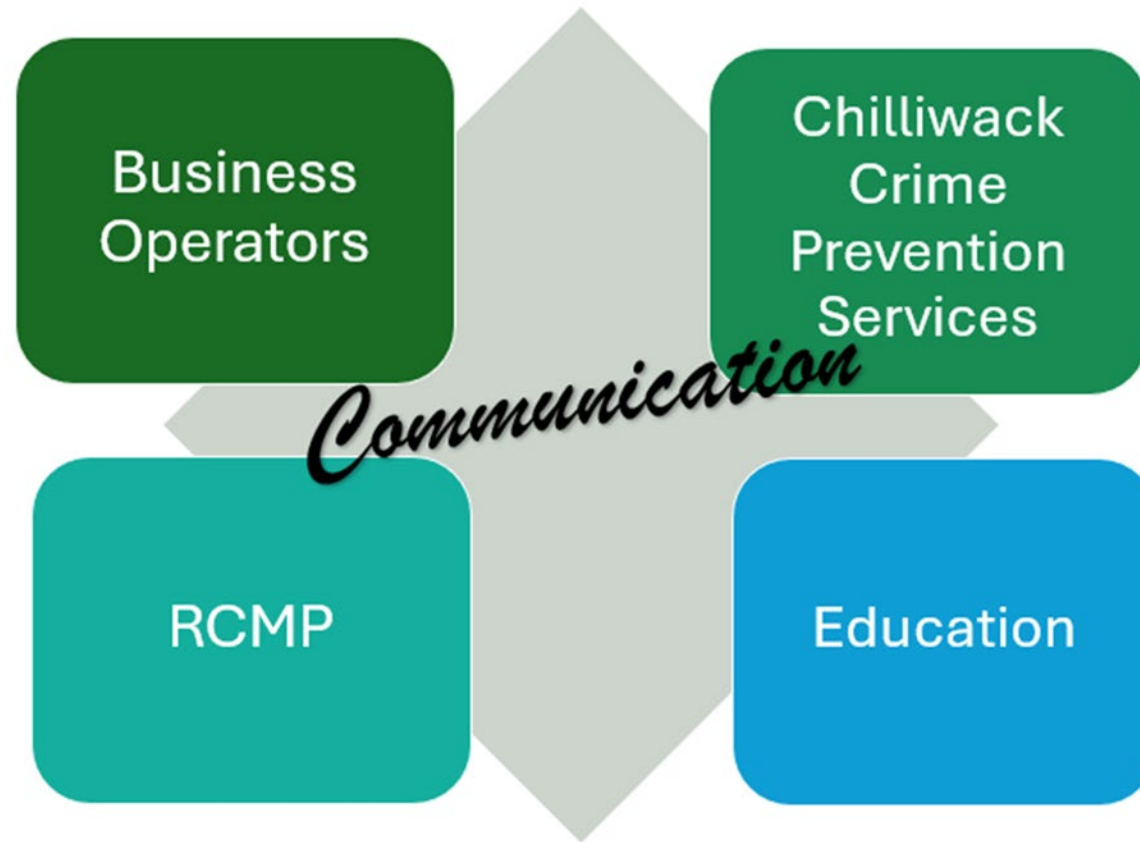 Business
Operators
Chilliwack
Crime
Prevention
Services
Communication
RCMP
Education